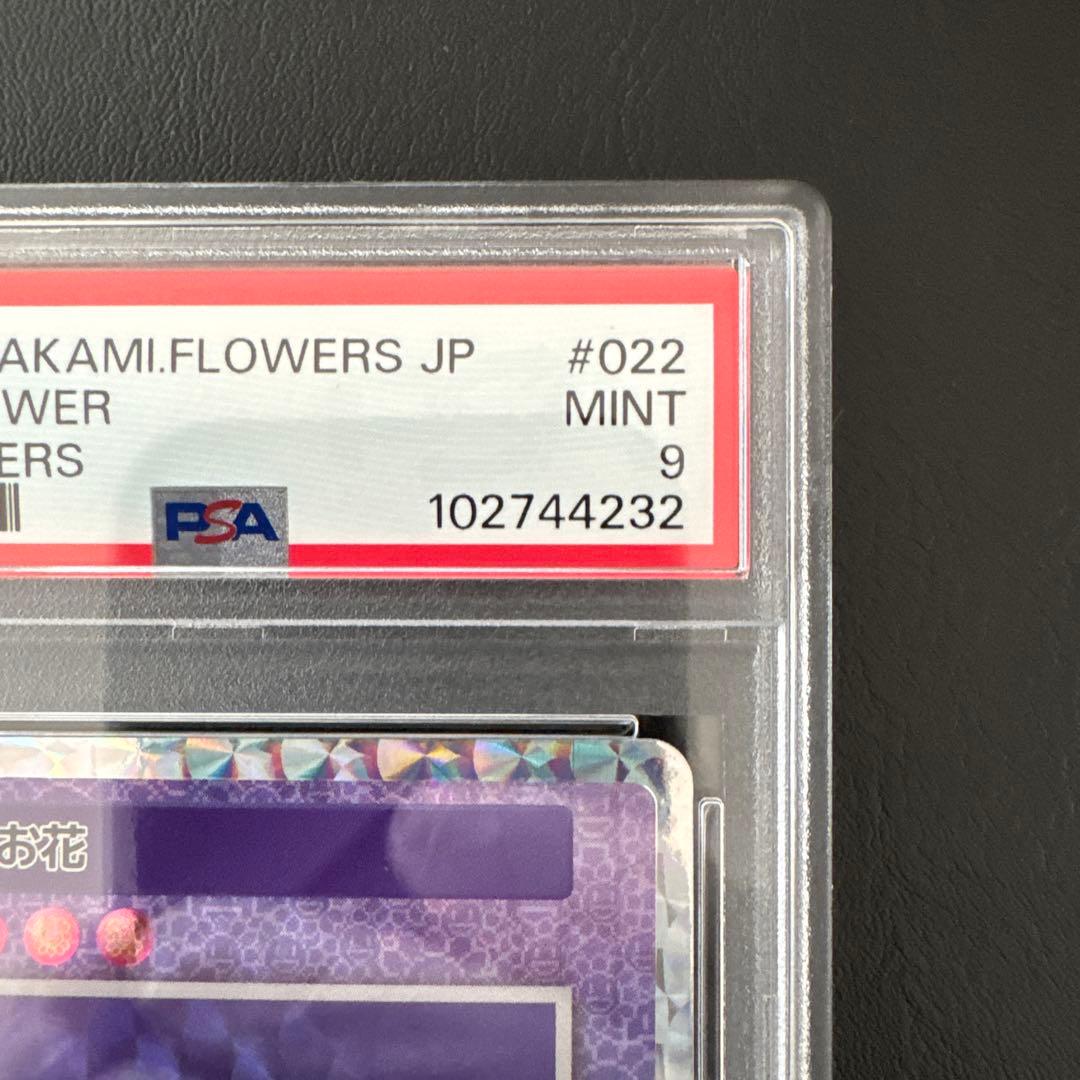 AKAMI.FLOWERS JP #022
WER MINT
ERS 9
PSA 102744232
お花